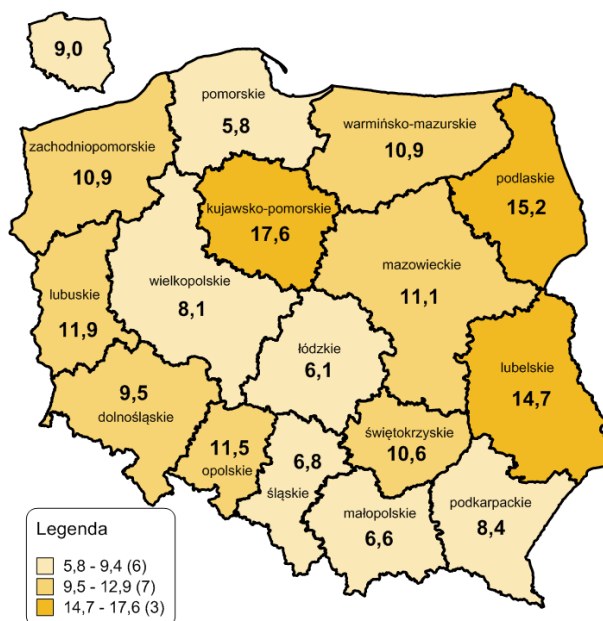 9,0
pomorskie
5,8
warmińsko-mazurskie
10,9
zachodniopomorskie
10,9
podlaskie
15,2
kujawsko-pomorskie
17,6
mazowieckie
11,1
wielkopolskie
8,1
lubuskie
11,9
łódzkie
6,1
lubelskie
14,7
9,5
dolnośląskie
11,5
opolskie
6,8
śląskie
świętokrzyskie
10,6
małopolskie
6,6
podkarpackie
8,4
Legenda
5,8 - 9,4 (6)
9,5 - 12,9 (7)
14,7 - 17,6 (3)